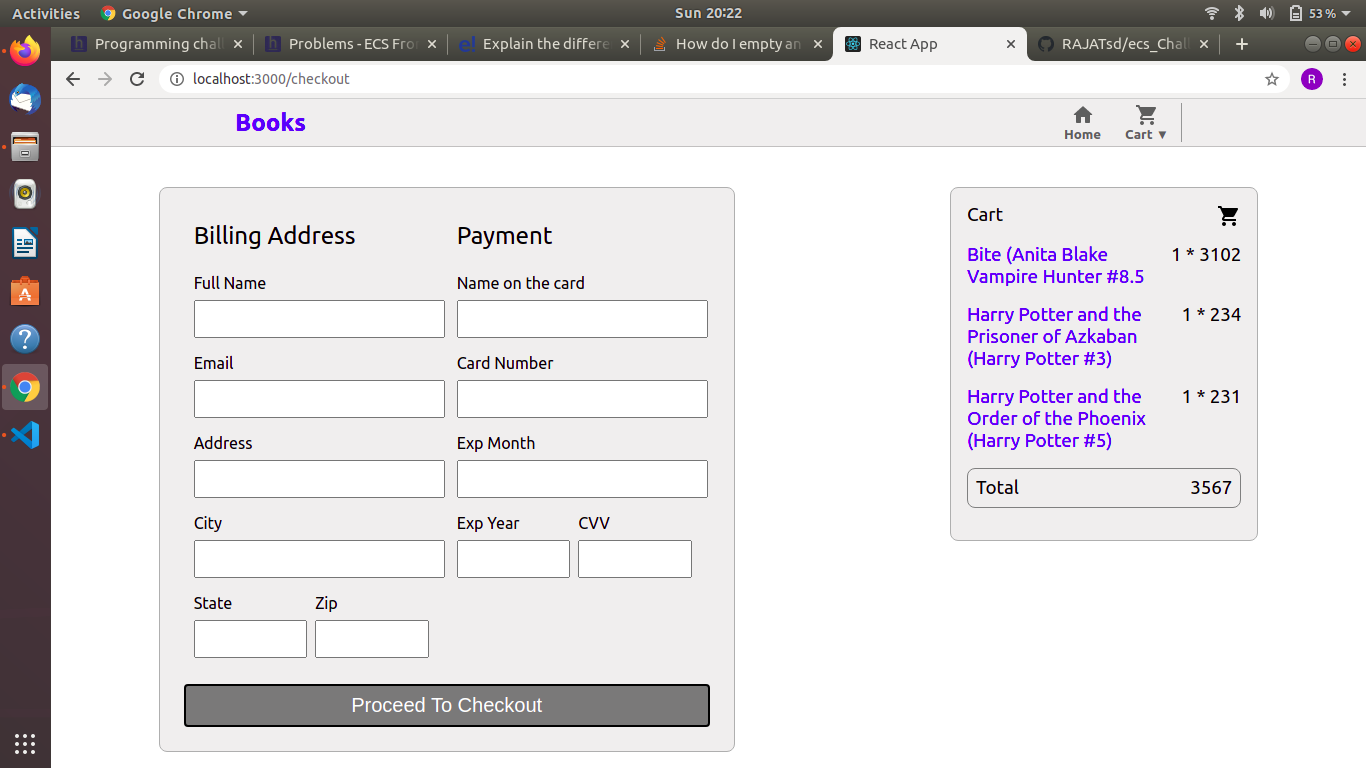 Activities Google Chrome Sun 20:22 53 %
Programming chal Problems - ECS Fro Explain the differe How do I empty an React App RAJATsd/ecs_Chal
localhost:3000/checkout R
Books Home Cart ▼
Billing Address Payment
Full Name Name on the card
Email Card Number
Address Exp Month
City Exp Year CVV
State Zip
Proceed To Checkout
Cart
Bite (Anita Blake 1 * 3102
Vampire Hunter #8.5
Harry Potter and the 1 * 234
Prisoner of Azkaban
(Harry Potter #3)
Harry Potter and the 1 * 231
Order of the Phoenix
(Harry Potter #5)
Total 3567